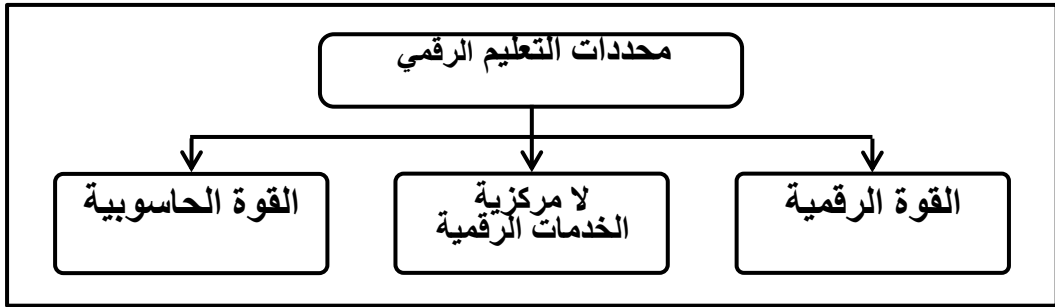 محددات التعليم الرقمي
القوة الرقمية
لا مركزية
الخدمات الرقمية
القوة الحاسوبية